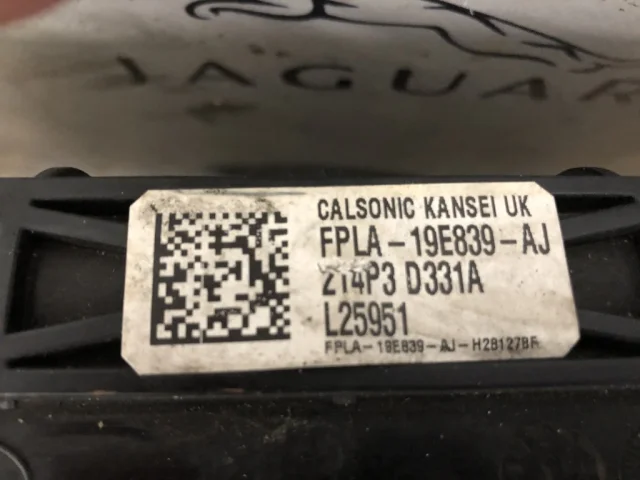 JAGUAR
CALSONIC KANSEI UK
FPLA-19E839-AJ
214P3 D331A
L25951
FPLA-19E839-AJ-H28127BF